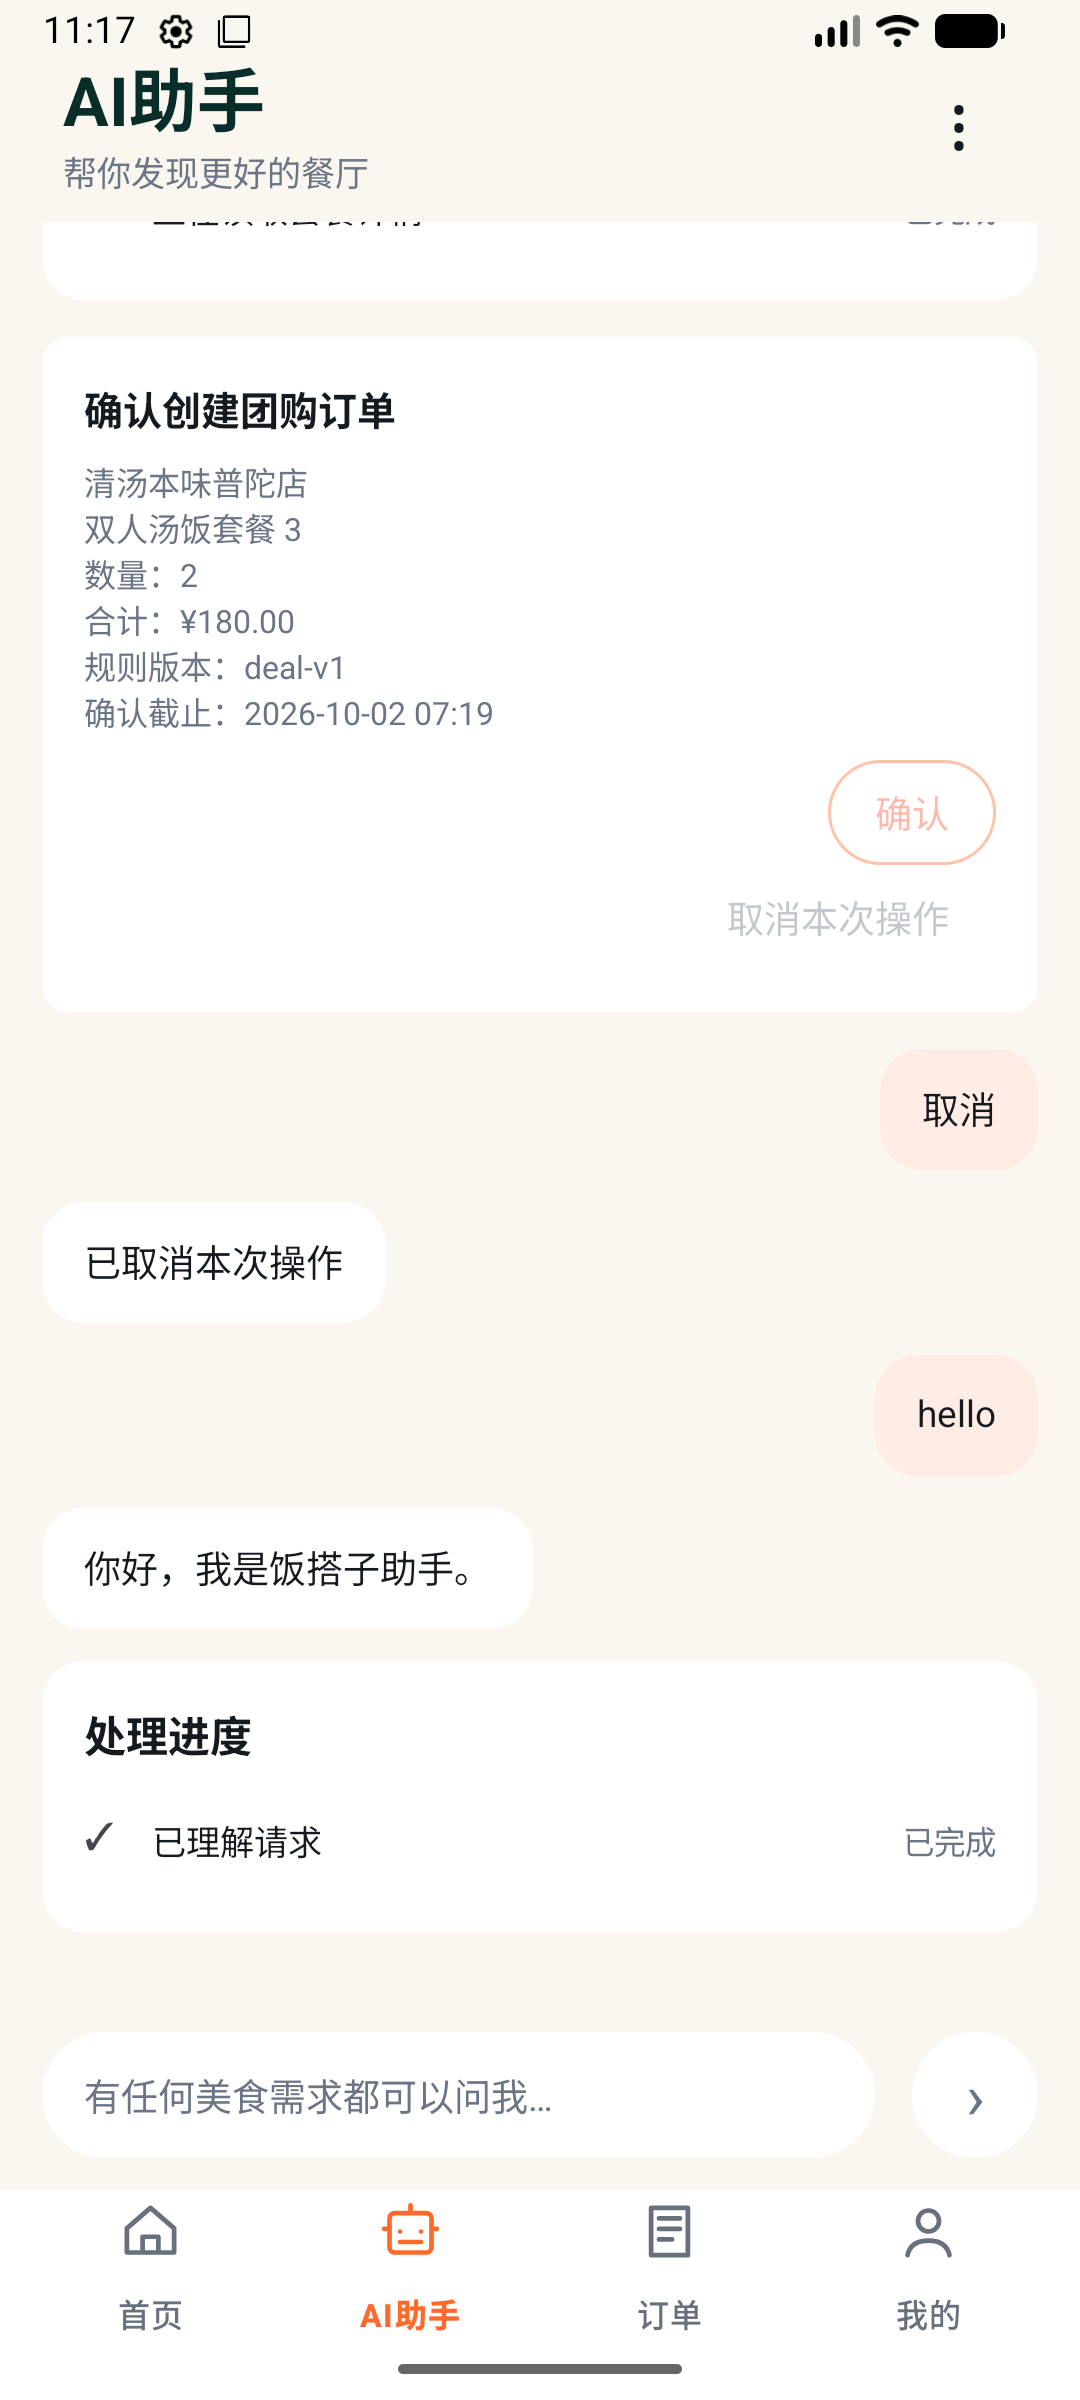 11:17
AI助手
帮你发现更好的餐厅
确认创建团购订单
清汤本味普陀店
双人汤饭套餐 3
数量：2
合计：¥180.00
规则版本：deal-v1
确认截止：2026-10-02 07:19
确认
取消本次操作
取消
已取消本次操作
hello
你好，我是饭搭子助手。
处理进度
✓ 已理解请求 已完成
有任何美食需求都可以问我...
首页 AI助手 订单 我的